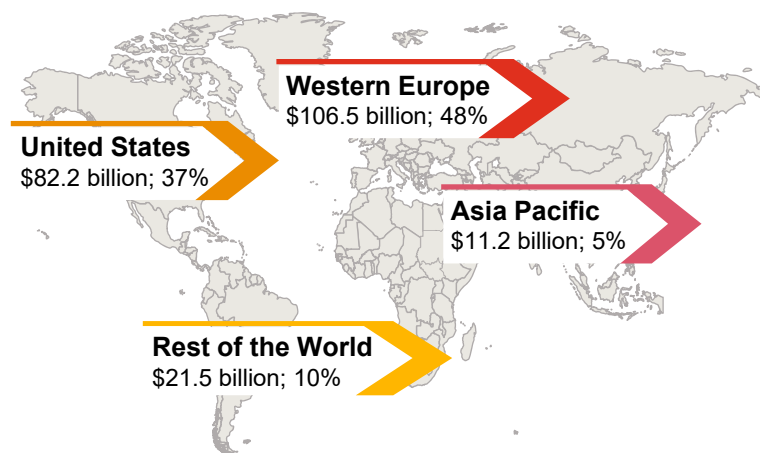 Western Europe
$106.5 billion; 48%
United States
$82.2 billion; 37%
Asia Pacific
$11.2 billion; 5%
Rest of the World
$21.5 billion; 10%